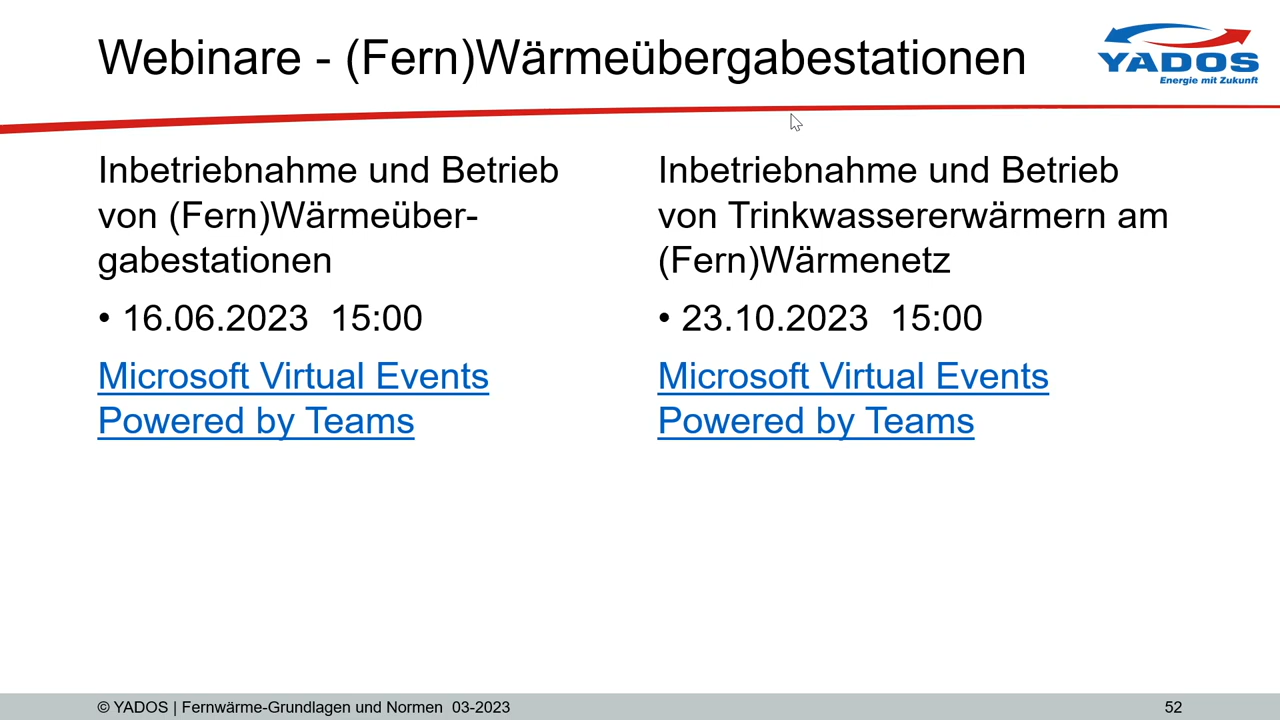 Webinare - (Fern)Wärmeübergabestationen
YADOS
Energie mit Zukunft
Inbetriebnahme und Betrieb
von (Fern)Wärmeüber-
gabestationen
• 16.06.2023  15:00
Microsoft Virtual Events
Powered by Teams
Inbetriebnahme und Betrieb
von Trinkwassererwärmern am
(Fern)Wärmenetz
• 23.10.2023  15:00
Microsoft Virtual Events
Powered by Teams
© YADOS | Fernwärme-Grundlagen und Normen  03-2023
52